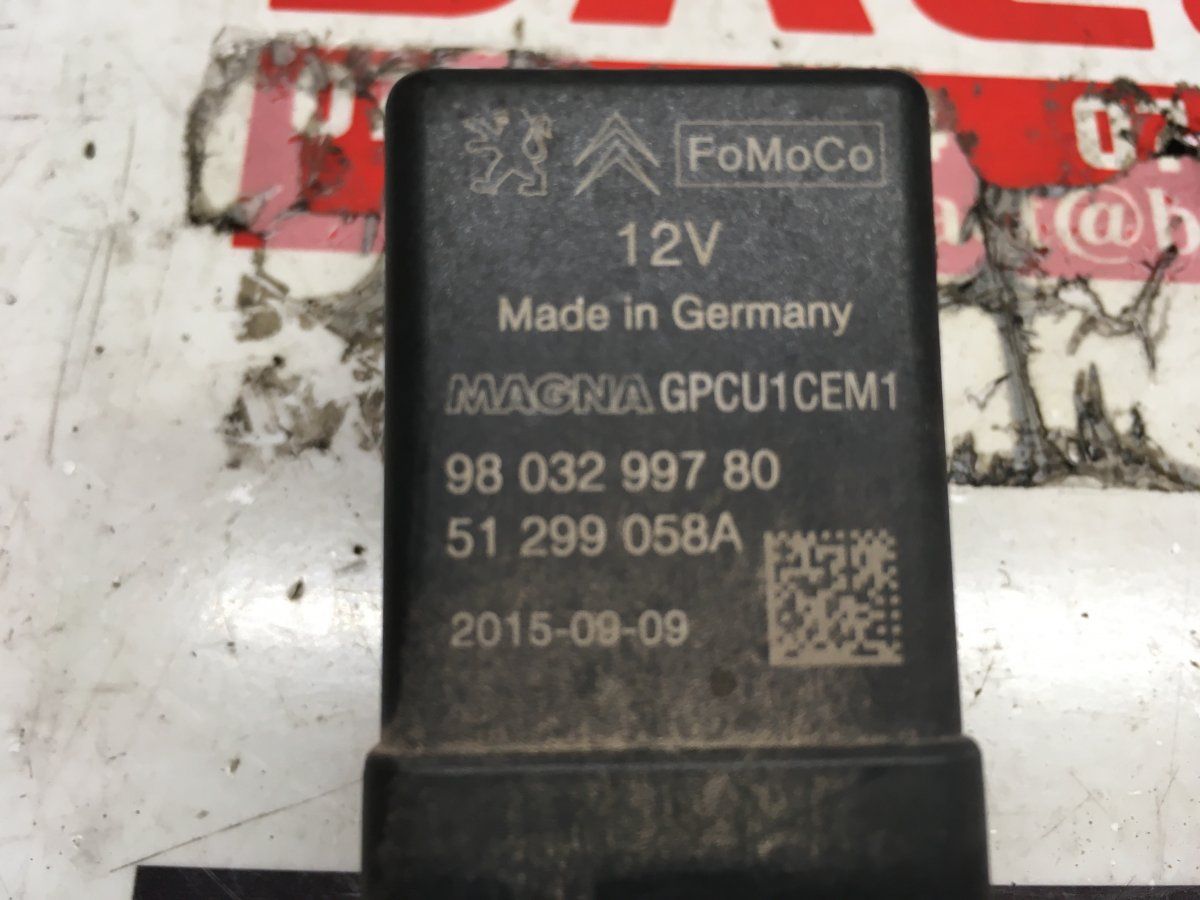 FoMoCo
12V
Made in Germany
MAGNA GPCU1CEM1
98 032 997 80
51 299 058A
2015-09-09